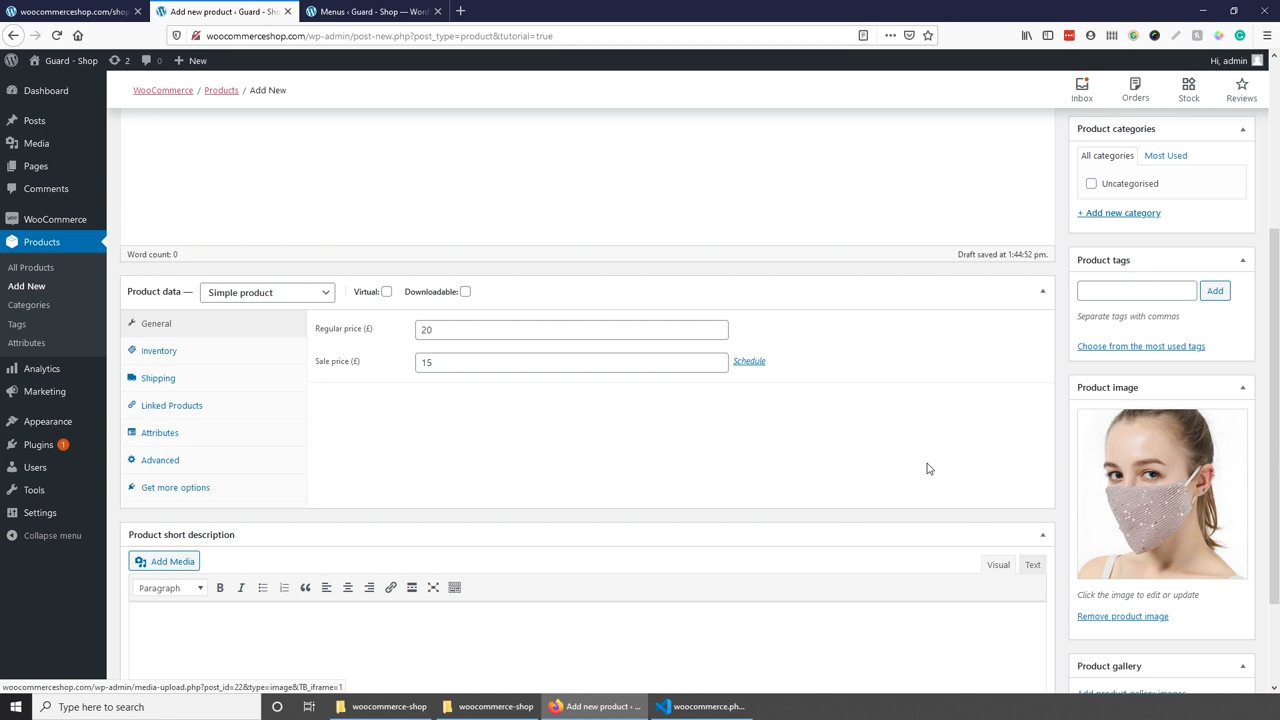 woocommerceshop.com/shop
Add new product ‹ Guard - Sho
Menus ‹ Guard - Shop — Word
woocommerceshop.com/wp-admin/post-new.php?post_type=product&tutorial=true
Guard - Shop
2
0
New
Hi, admin
Dashboard
Posts
Media
Pages
Comments
WooCommerce
Products
All Products
Add New
Categories
Tags
Attributes
Analytics
Marketing
Appearance
Plugins 1
Users
Tools
Settings
Collapse menu
WooCommerce / Products / Add New
Inbox
Orders
Stock
Reviews
Word count: 0
Draft saved at 1:44:52 pm.
Product data —
Simple product
Virtual:
Downloadable:
General
Inventory
Shipping
Linked Products
Attributes
Advanced
Get more options
Regular price (£)
20
Sale price (£)
15
Schedule
Product short description
Add Media
Visual
Text
Paragraph
B
I
Product categories
All categories
Most Used
Uncategorised
+ Add new category
Product tags
Add
Separate tags with commas
Choose from the most used tags
Product image
Click the image to edit or update
Remove product image
Product gallery
Add product gallery images
woocommerceshop.com/wp-admin/media-upload.php?post_id=22&type=image&TB_iframe=1
Type here to search
woocommerce-shop
woocommerce-shop
Add new product ‹ ...
woocommerce.ph...